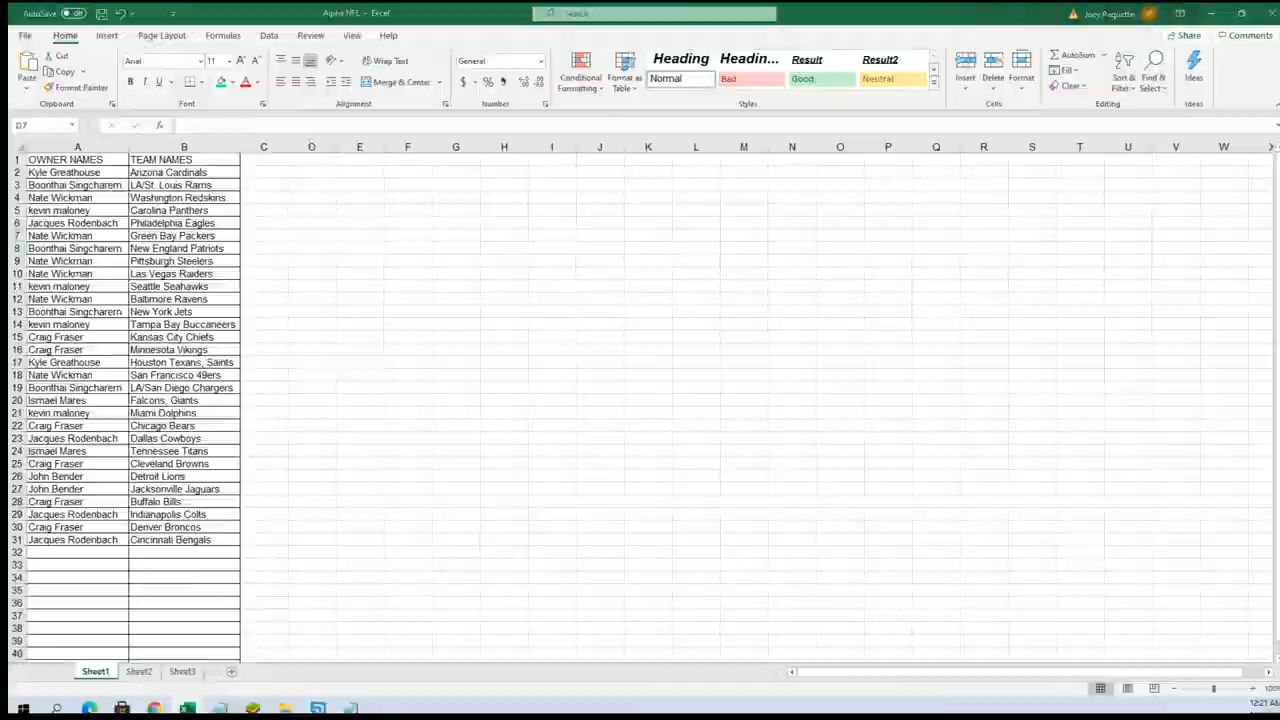 AutoSave Off Alpha NFL - Excel Search Joey Paquette
File Home Insert Page Layout Formulas Data Review View Help Share Comments
Paste Cut Copy Format Painter Clipboard
Arial 11 B I U A Font
Wrap Text Merge & Center Alignment
General $ % Number
Conditional Formatting Format as Table
Heading Headin... Result Result2
Normal Bad Good Neutral
Styles
Insert Delete Format Cells
AutoSum Fill Clear Sort & Filter Find & Select Editing
Ideas Ideas
D7 fx
A B C D E F G H I J K L M N O P Q R S T U V W X
1 OWNER NAMES TEAM NAMES
2 Kyle Greathouse Arizona Cardinals
3 Boonthai Singcharern LA/St. Louis Rams
4 Nate Wickman Washington Redskins
5 kevin maloney Carolina Panthers
6 Jacques Rodenbach Philadelphia Eagles
7 Nate Wickman Green Bay Packers
8 Boonthai Singcharern New England Patriots
9 Nate Wickman Pittsburgh Steelers
10 Nate Wickman Las Vegas Raiders
11 kevin maloney Seattle Seahawks
12 Nate Wickman Baltimore Ravens
13 Boonthai Singcharern New York Jets
14 kevin maloney Tampa Bay Buccaneers
15 Craig Fraser Kansas City Chiefs
16 Craig Fraser Minnesota Vikings
17 Kyle Greathouse Houston Texans, Saints
18 Nate Wickman San Francisco 49ers
19 Boonthai Singcharern LA/San Diego Chargers
20 Ismael Mares Falcons, Giants
21 kevin maloney Miami Dolphins
22 Craig Fraser Chicago Bears
23 Jacques Rodenbach Dallas Cowboys
24 Ismael Mares Tennessee Titans
25 Craig Fraser Cleveland Browns
26 John Bender Detroit Lions
27 John Bender Jacksonville Jaguars
28 Craig Fraser Buffalo Bills
29 Jacques Rodenbach Indianapolis Colts
30 Craig Fraser Denver Broncos
31 Jacques Rodenbach Cincinnati Bengals
32
33
34
35
36
37
38
39
40
Sheet1 Sheet2 Sheet3
100%
12:21 AM